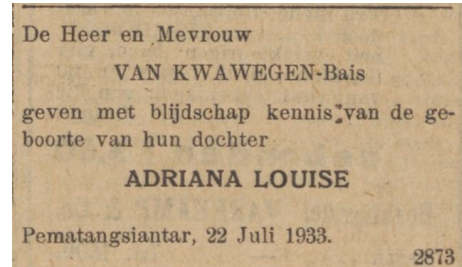 De Heer en Mevrouw
VAN KWAWEGEN-Bais
geven met blijdschap kennis van de ge-
boorte van hun dochter
ADRIANA LOUISE
Pematangsiantar, 22 Juli 1933.
2873